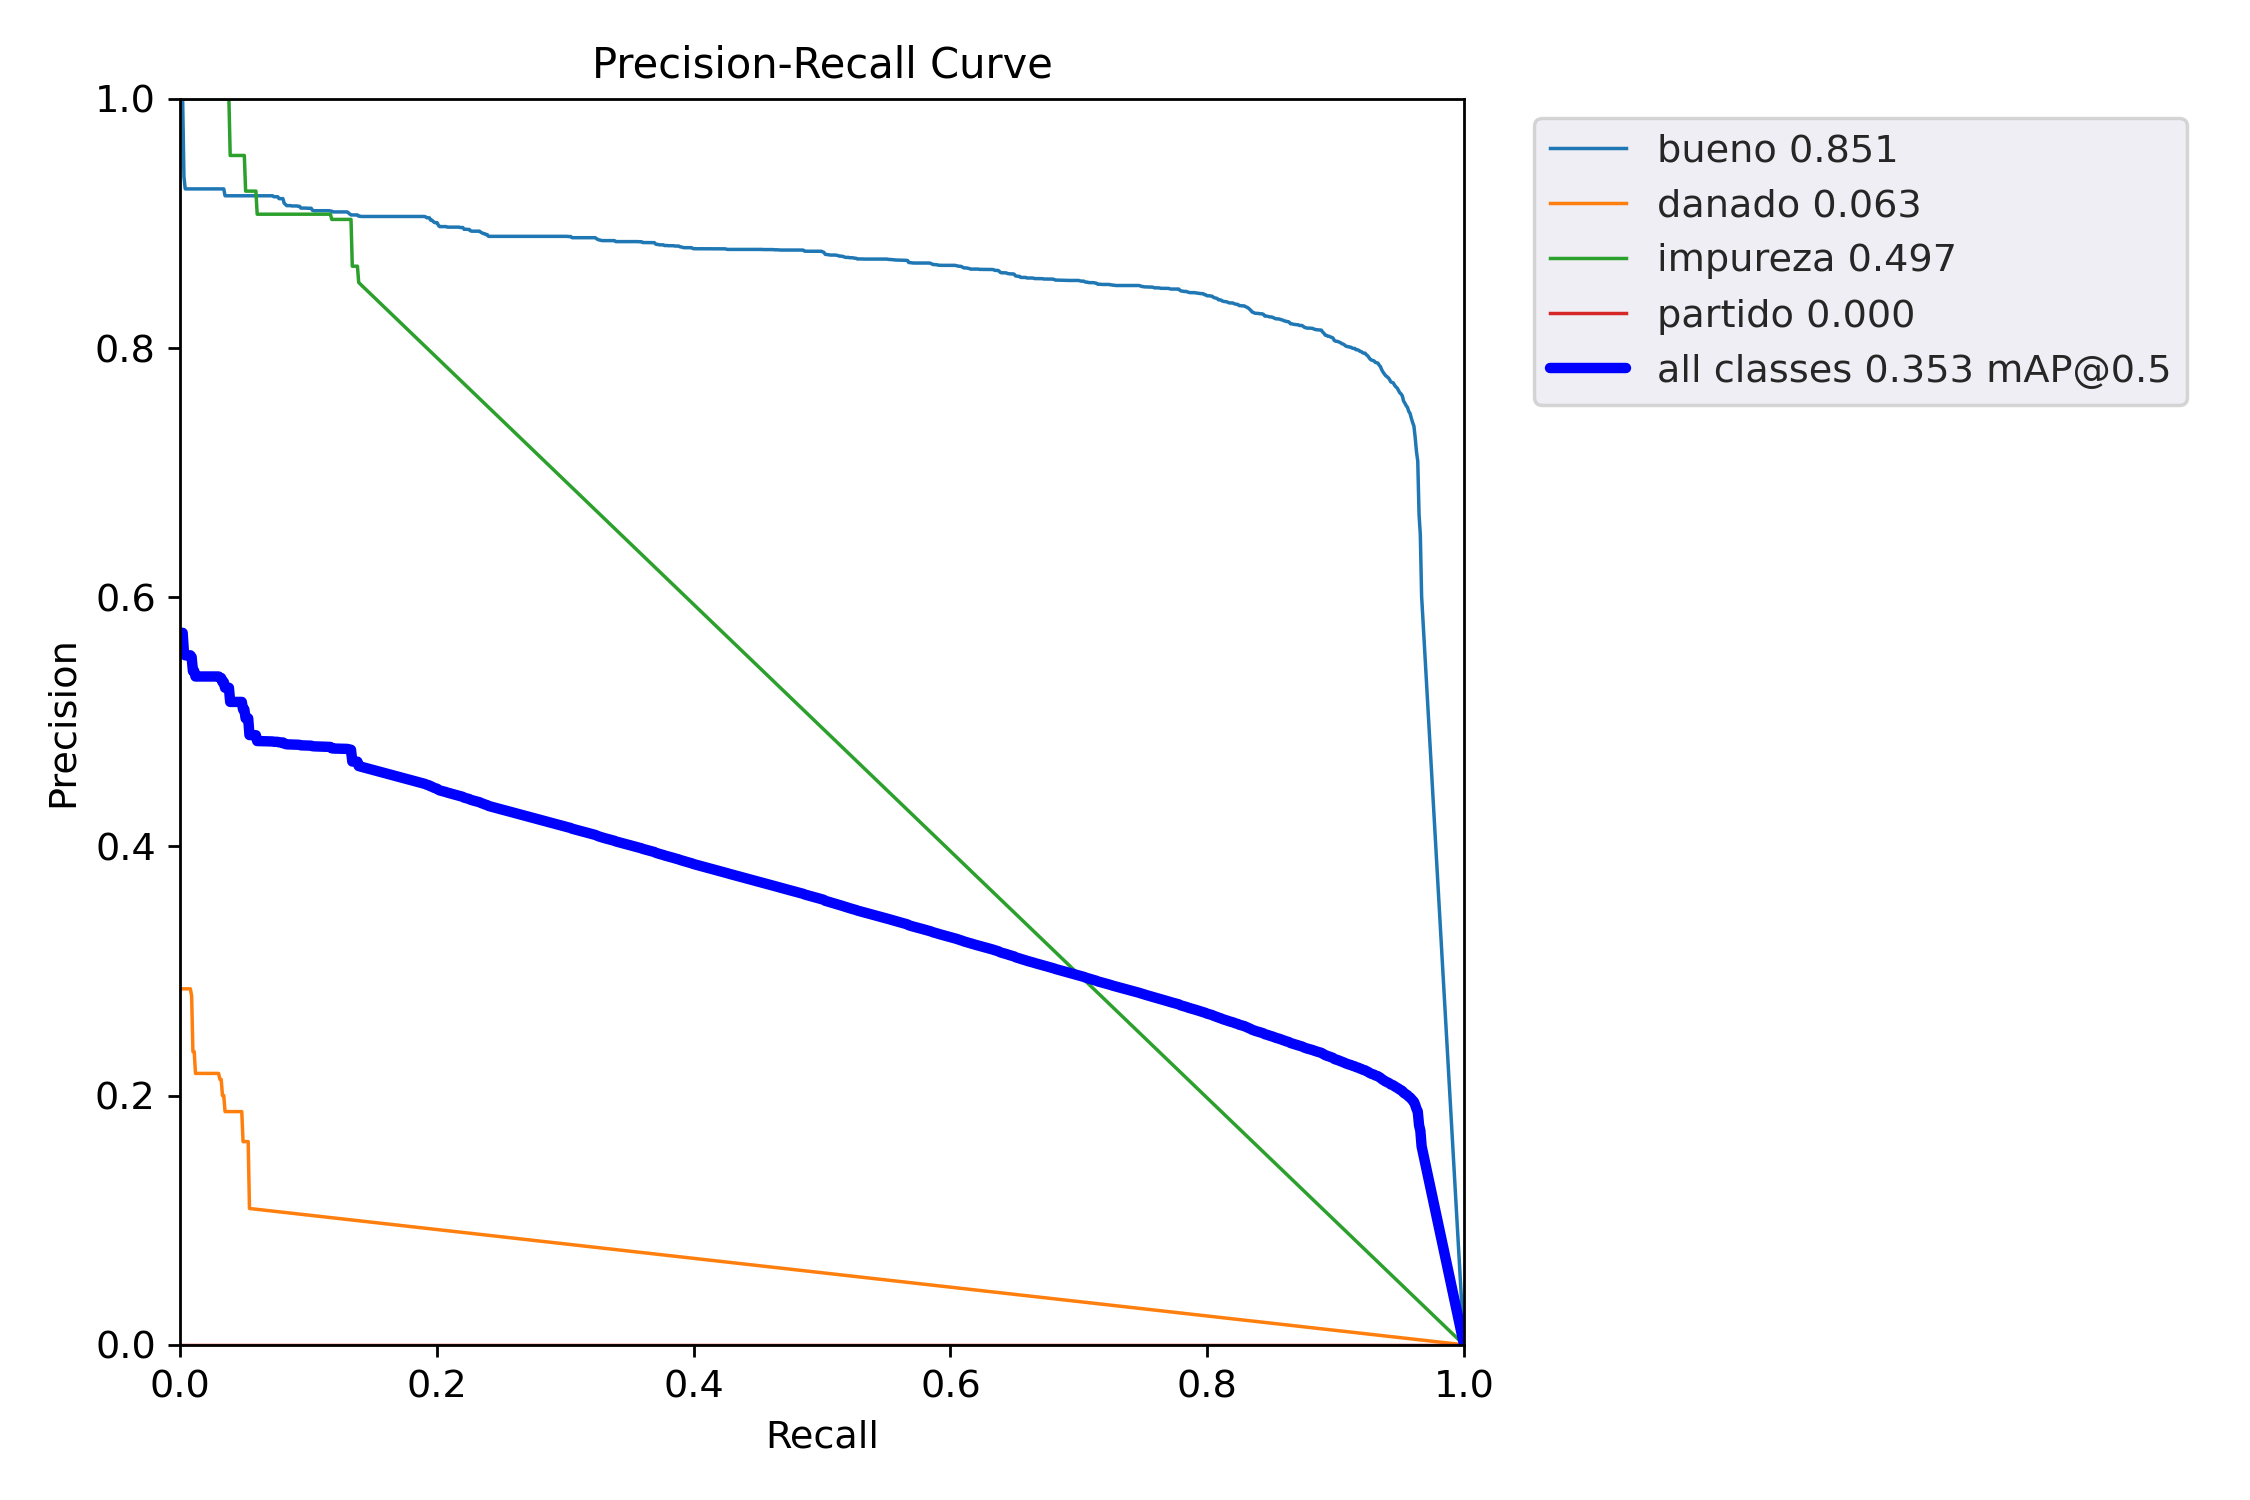 Precision-Recall Curve
1.0
0.8
0.6
0.4
0.2
0.0
Precision
0.0 0.2 0.4 0.6 0.8 1.0
Recall
bueno 0.851
danado 0.063
impureza 0.497
partido 0.000
all classes 0.353 mAP@0.5